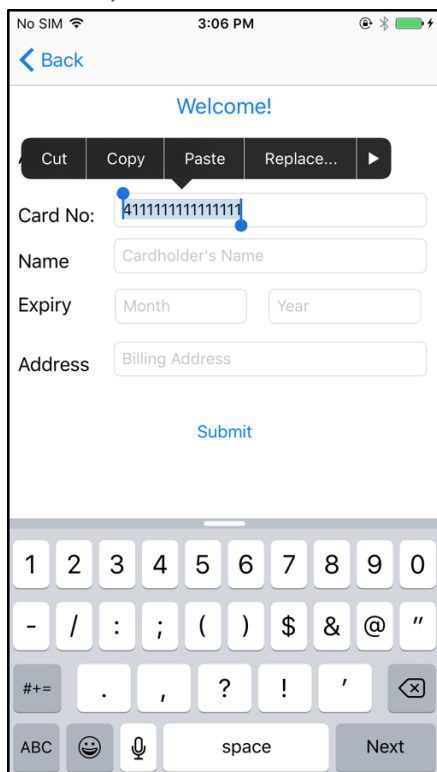 No SIM 3:06 PM
Back
Welcome!
Cut Copy Paste Replace... ▶
Card No: 4111111111111111
Name Cardholder's Name
Expiry Month Year
Address Billing Address
Submit
1 2 3 4 5 6 7 8 9 0
- / : ; ( ) $ & @ "
#+= . , ? ! '
ABC space Next